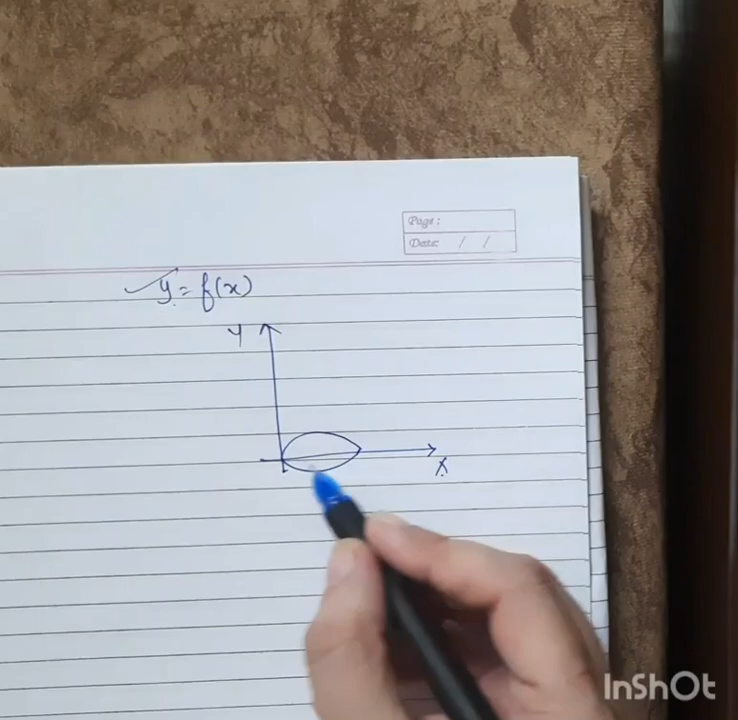 Page:
Date: / /
y = f(x)
y
X
InShOt